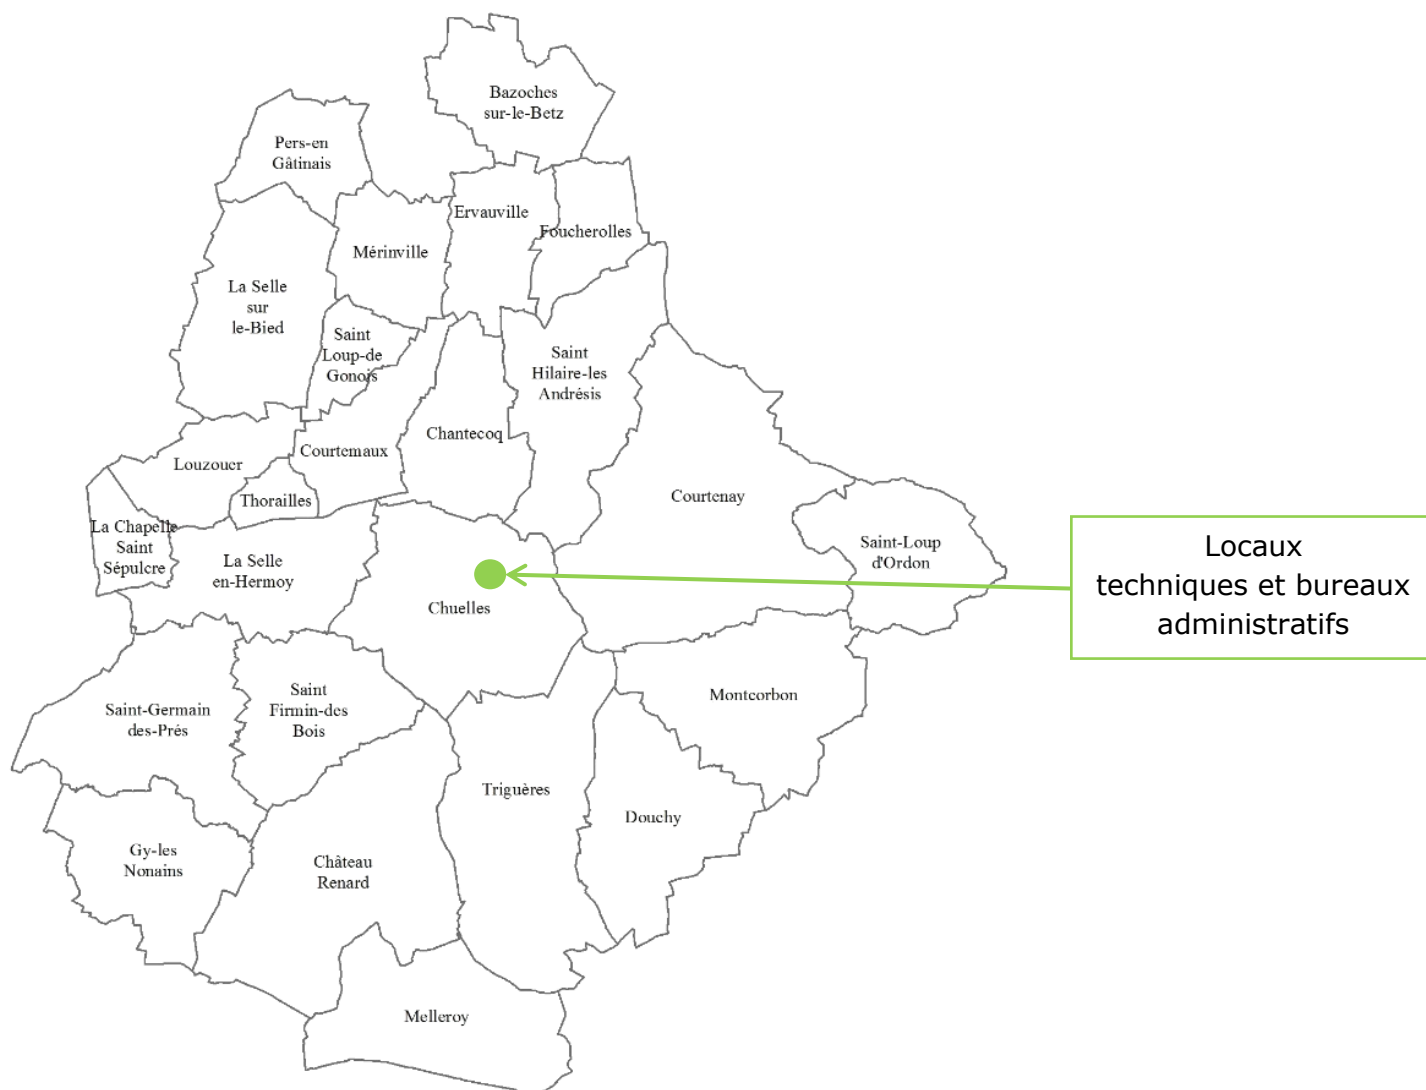 Bazoches
sur-le-Betz
Pers-en
Gâtinais
Ervauville
Foucherolles
Mérinville
La Selle
sur
le-Bied
Saint
Loup-de
Gonois
Saint
Hilaire-les
Andrésis
Chantecoq
Courtemaux
Louzouer
Thorailles
Courtenay
La Chapelle
Saint
Sépulcre
La Selle
en-Hermoy
Saint-Loup
d'Ordon
Locaux
techniques et bureaux
administratifs
Chuelles
Saint-Germain
des-Prés
Saint
Firmin-des
Bois
Montcorbon
Triguères
Douchy
Gy-les
Nonains
Château
Renard
Melleroy